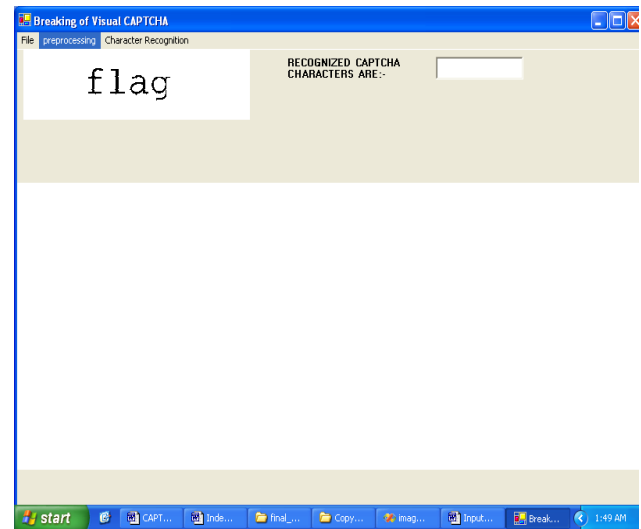 Breaking of Visual CAPTCHA
File preprocessing Character Recognition
flag
RECOGNIZED CAPTCHA
CHARACTERS ARE:-
start CAPT... Inde... final_... Copy... imag... Input... Break... 1:49 AM